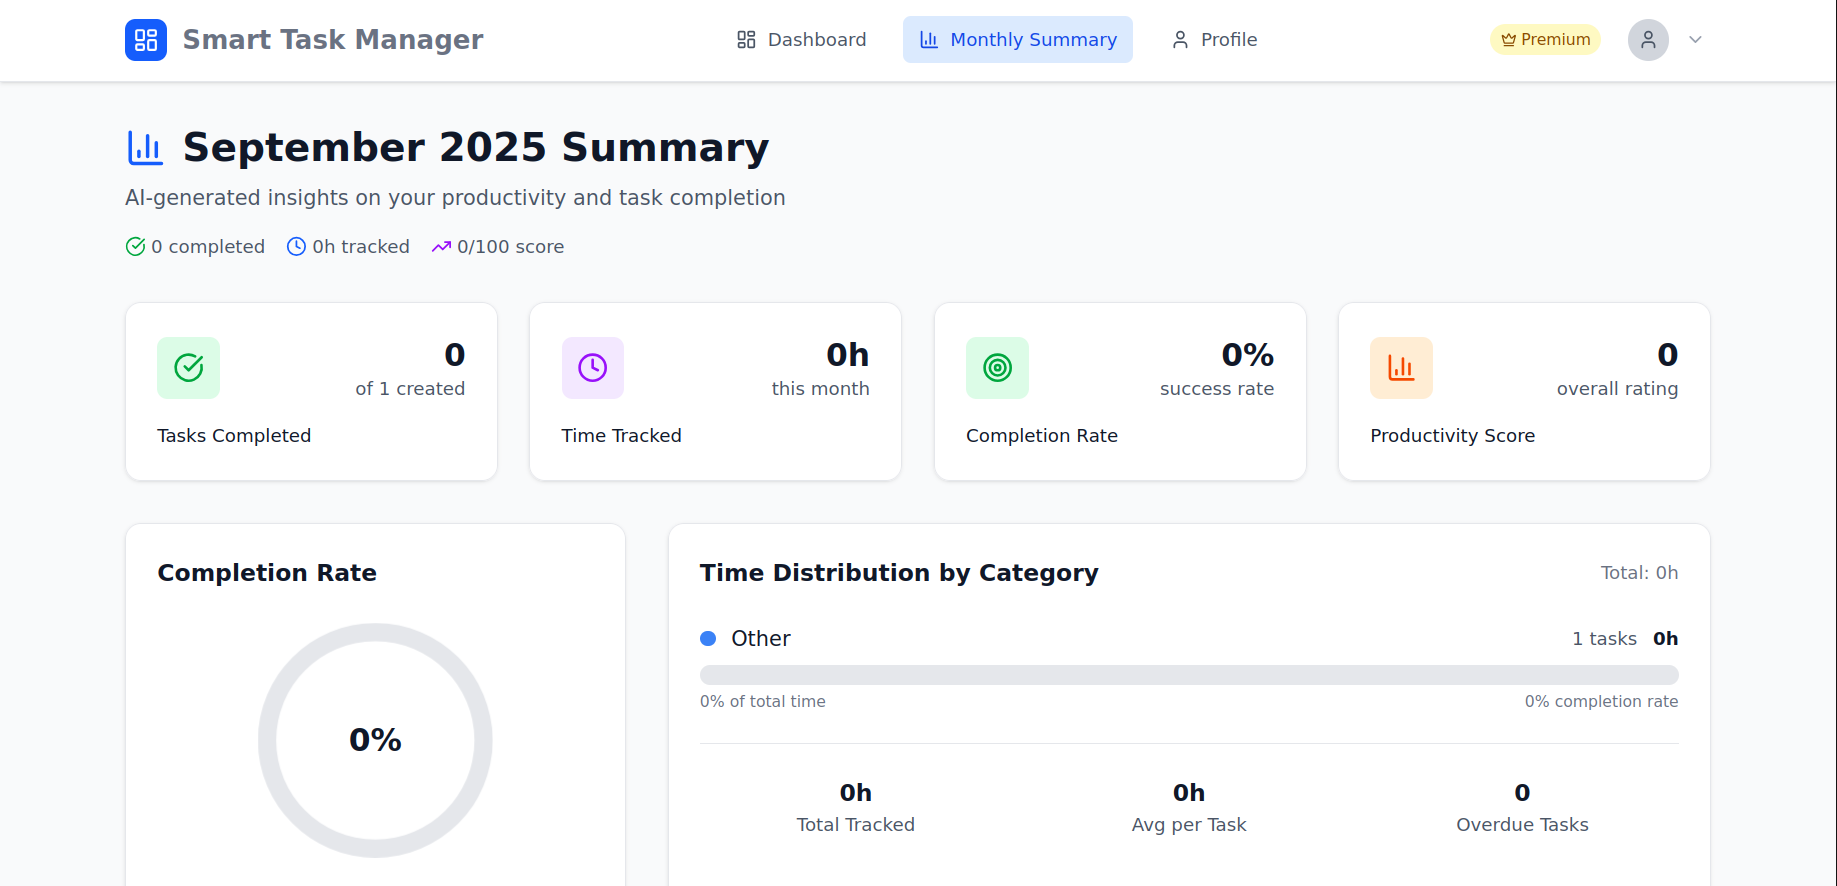 Smart Task Manager
Dashboard
Monthly Summary
Profile
Premium
September 2025 Summary
AI-generated insights on your productivity and task completion
0 completed
0h tracked
0/100 score
0
of 1 created
Tasks Completed
0h
this month
Time Tracked
0%
success rate
Completion Rate
0
overall rating
Productivity Score
Completion Rate
0%
Time Distribution by Category
Total: 0h
Other
1 tasks 0h
0% of total time
0% completion rate
0h
Total Tracked
0h
Avg per Task
0
Overdue Tasks